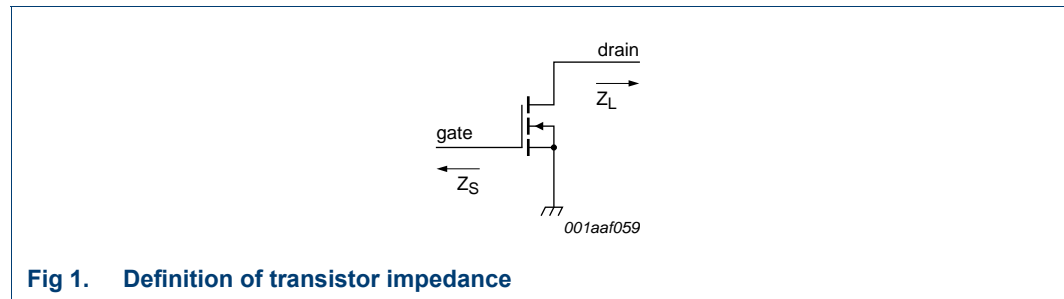 drain
Z_L
gate
Z_S
001aaf059
Fig 1. Definition of transistor impedance